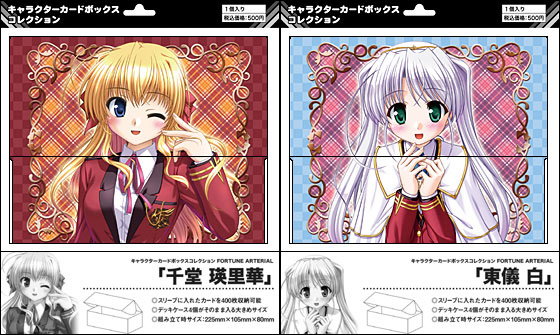 キャラクターカードボックス
コレクション
1個入り
税込価格:500円
キャラクターカードボックスコレクション FORTUNE ARTERIAL
「千堂 瑛里華」
○スリーブに入れたカードを400枚収納可能
○デッキケース4個がそのまま入る大きめサイズ
○組み立て時サイズ:225mm×105mm×80mm
キャラクターカードボックス
コレクション
1個入り
税込価格:500円
キャラクターカードボックスコレクション FORTUNE ARTERIAL
「東儀 白」
○スリーブに入れたカードを400枚収納可能
○デッキケース4個がそのまま入る大きめサイズ
○組み立て時サイズ:225mm×105mm×80mm